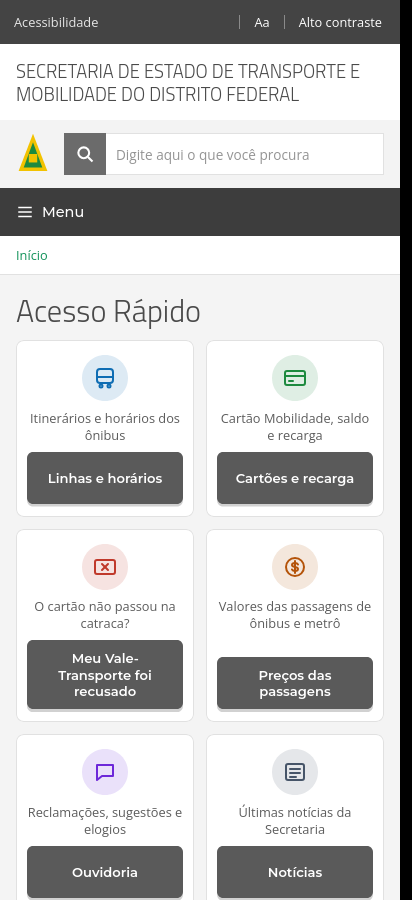 Acessibilidade
Aa
Alto contraste
SECRETARIA DE ESTADO DE TRANSPORTE E
MOBILIDADE DO DISTRITO FEDERAL
Digite aqui o que você procura
Menu
Início
Acesso Rápido
Itinerários e horários dos
ônibus
Linhas e horários
Cartão Mobilidade, saldo
e recarga
Cartões e recarga
O cartão não passou na
catraca?
Meu Vale-
Transporte foi
recusado
Valores das passagens de
ônibus e metrô
Preços das
passagens
Reclamações, sugestões e
elogios
Ouvidoria
Últimas notícias da
Secretaria
Notícias